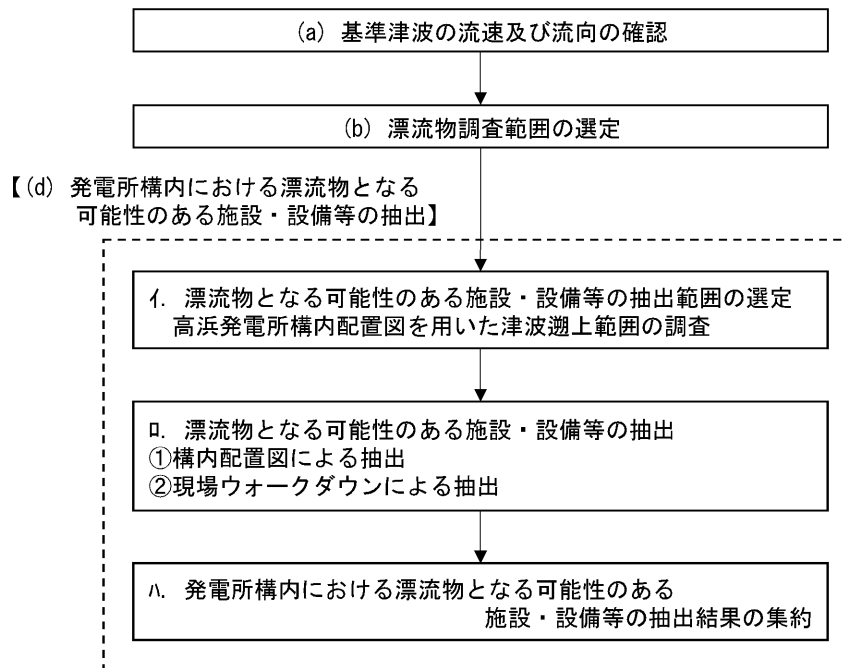 (a) 基準津波の流速及び流向の確認
(b) 漂流物調査範囲の選定
【(d) 発電所構内における漂流物となる
可能性のある施設・設備等の抽出】
ｲ. 漂流物となる可能性のある施設・設備等の抽出範囲の選定
高浜発電所構内配置図を用いた津波遡上範囲の調査
ﾛ. 漂流物となる可能性のある施設・設備等の抽出
①構内配置図による抽出
②現場ウォークダウンによる抽出
ﾊ. 発電所構内における漂流物となる可能性のある
施設・設備等の抽出結果の集約